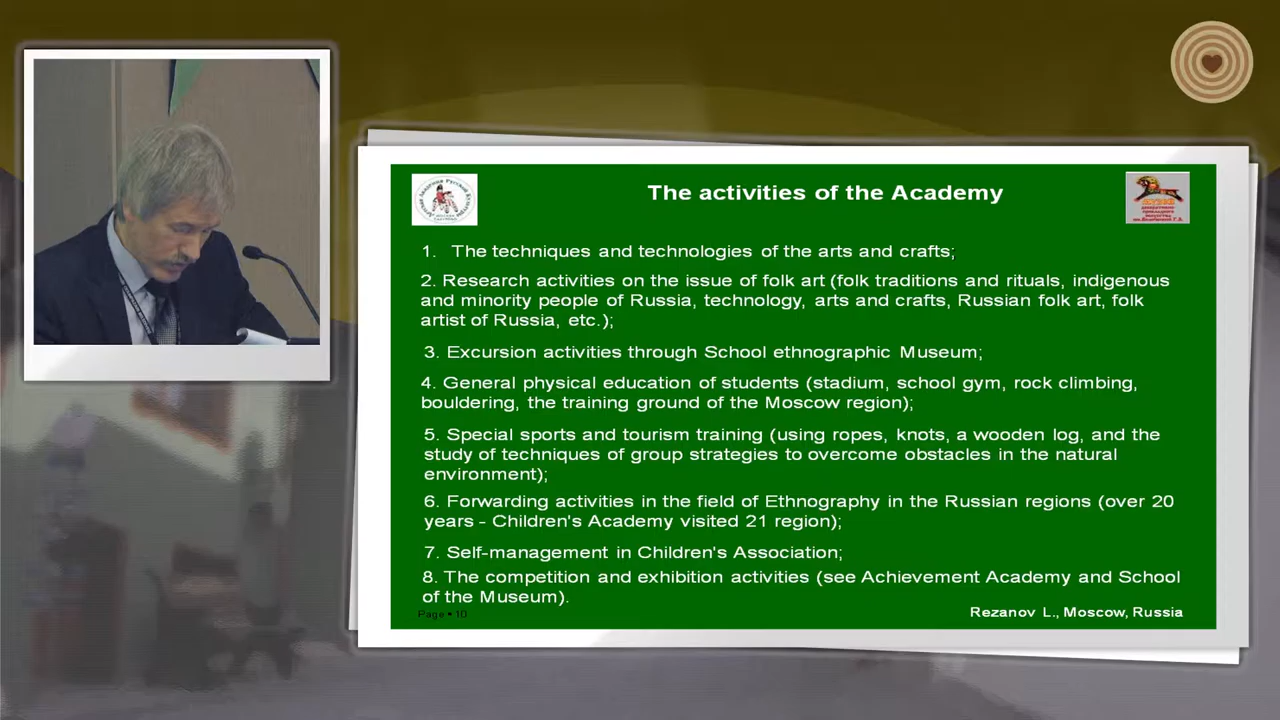 The activities of the Academy
1. The techniques and technologies of the arts and crafts;
2. Research activities on the issue of folk art (folk traditions and rituals, indigenous
and minority people of Russia, technology, arts and crafts, Russian folk art, folk
artist of Russia, etc.);
3. Excursion activities through School ethnographic Museum;
4. General physical education of students (stadium, school gym, rock climbing,
bouldering, the training ground of the Moscow region);
5. Special sports and tourism training (using ropes, knots, a wooden log, and the
study of techniques of group strategies to overcome obstacles in the natural
environment);
6. Forwarding activities in the field of Ethnography in the Russian regions (over 20
years - Children's Academy visited 21 region);
7. Self-management in Children's Association;
8. The competition and exhibition activities (see Achievement Academy and School
of the Museum).
Page • 10
Rezanov L., Moscow, Russia